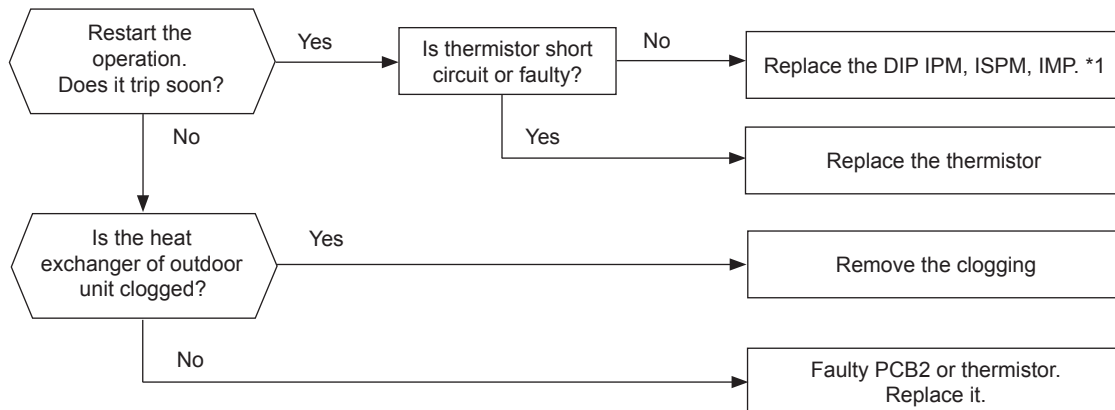 Restart the
operation.
Does it trip soon?
Yes
Is thermistor short
circuit or faulty?
No
Replace the DIP IPM, ISPM, IMP. *1
Yes
Replace the thermistor
No
Is the heat
exchanger of outdoor
unit clogged?
Yes
Remove the clogging
No
Faulty PCB2 or thermistor.
Replace it.